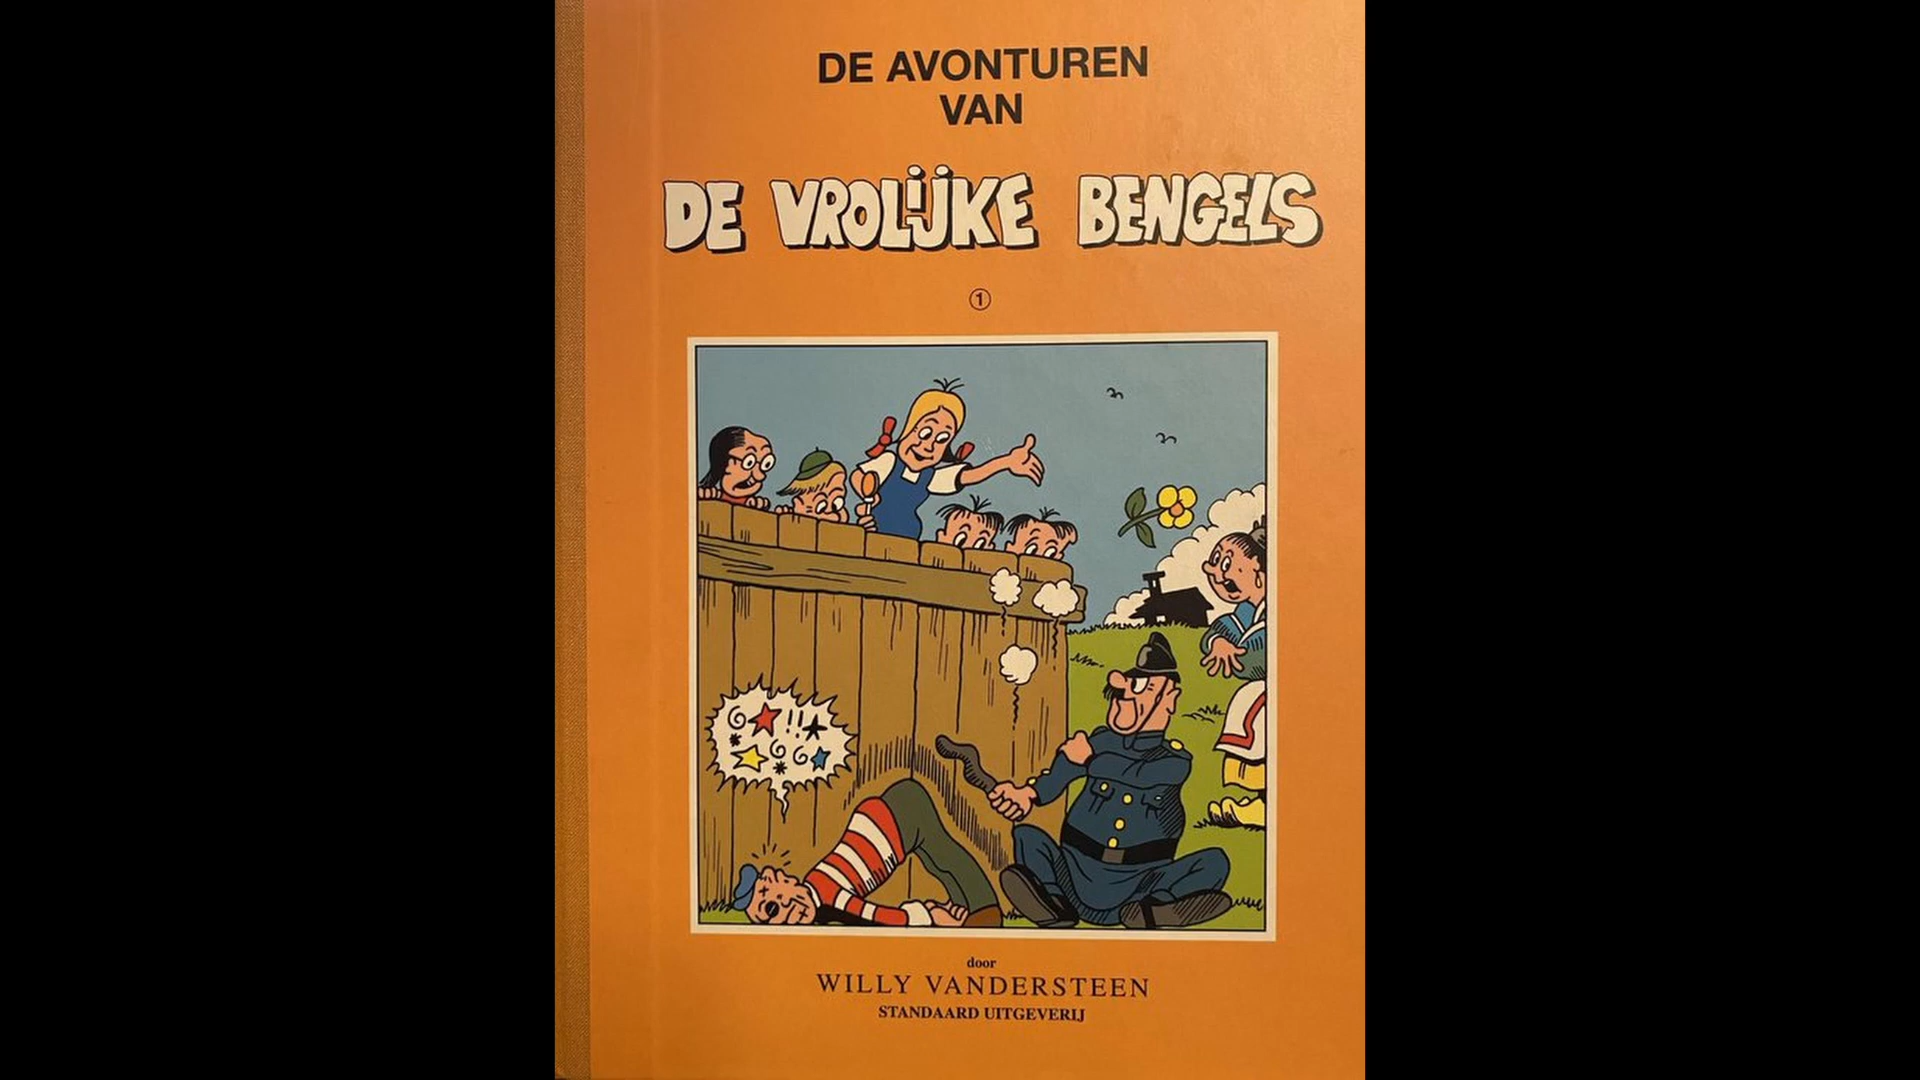 DE AVONTUREN
VAN
DE VROLIJKE BENGELS
1
!!
door
WILLY VANDERSTEEN
STANDAARD UITGEVERIJ